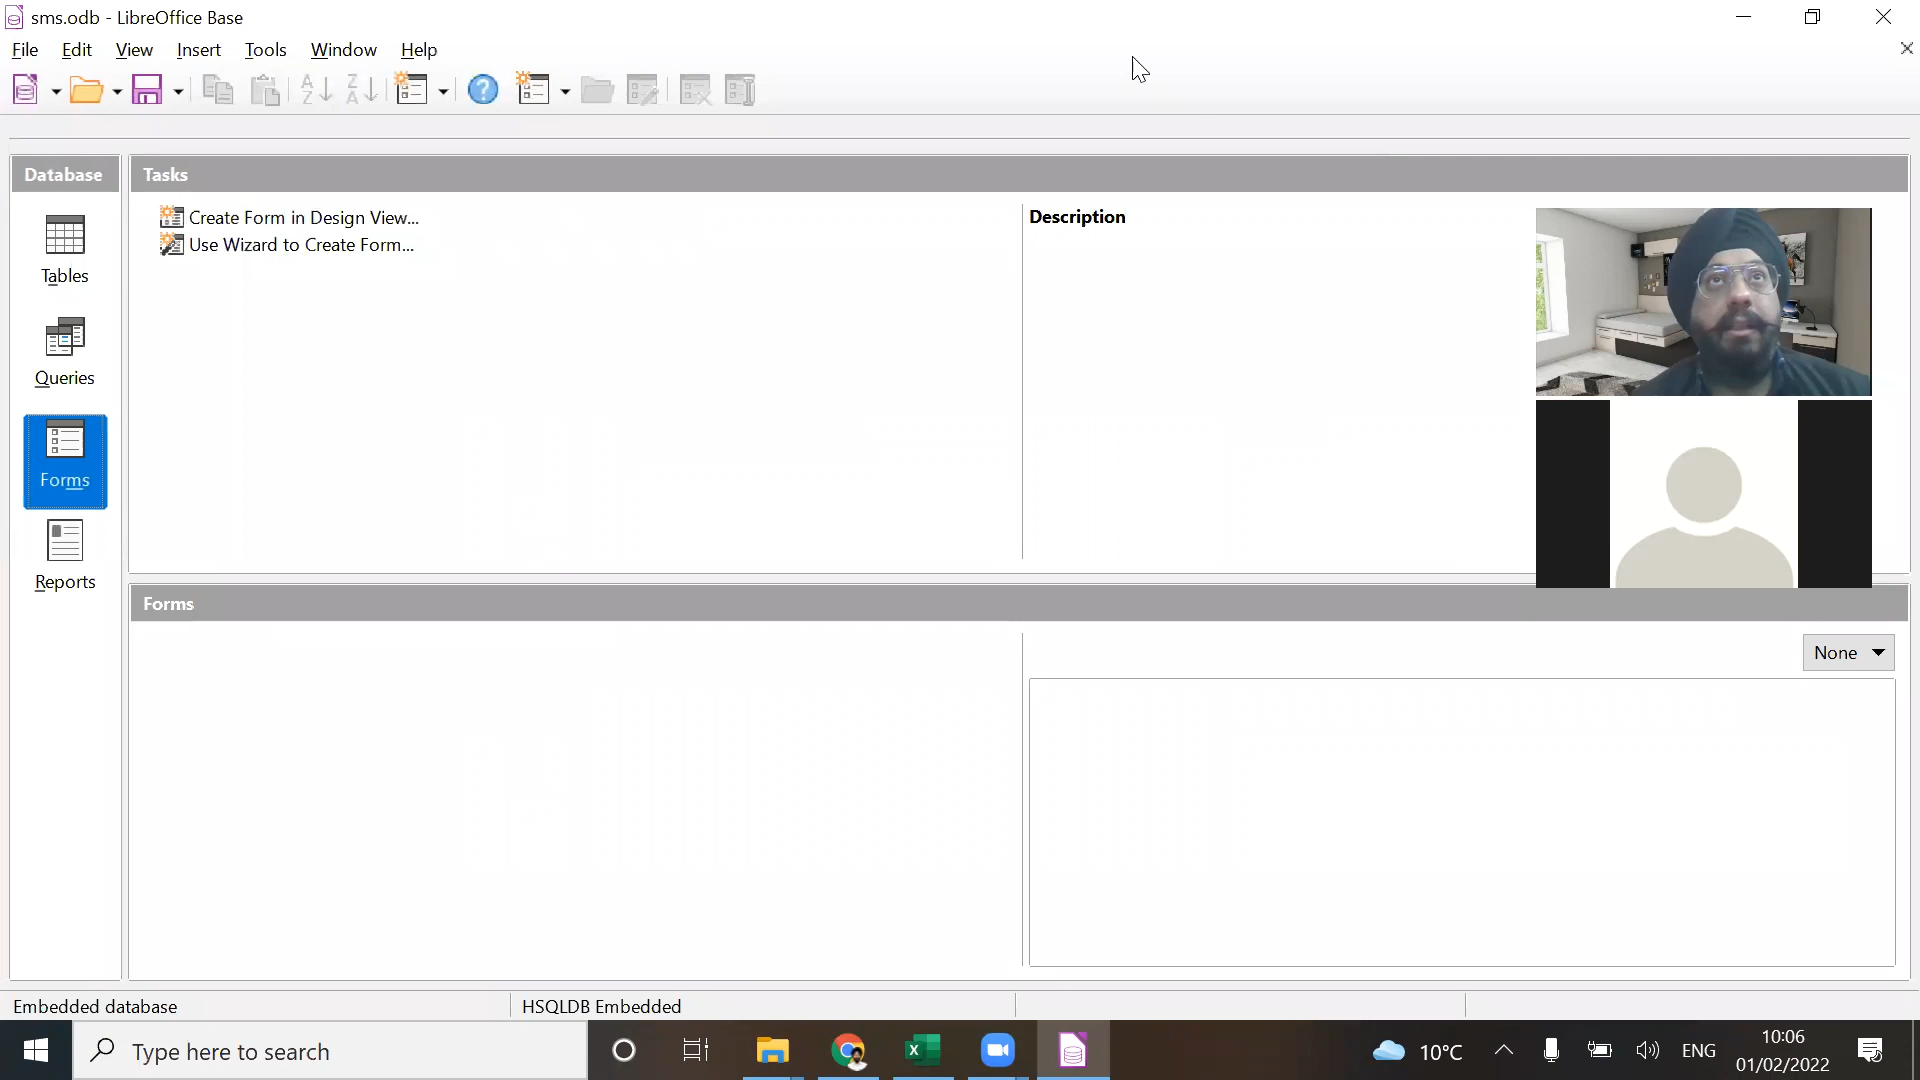 sms.odb - LibreOffice Base
File Edit View Insert Tools Window Help
Database
Tasks
Create Form in Design View...
Use Wizard to Create Form...
Description
Tables
Queries
Forms
Reports
Forms
None
Embedded database
HSQLDB Embedded
Type here to search
10°C
ENG
10:06
01/02/2022